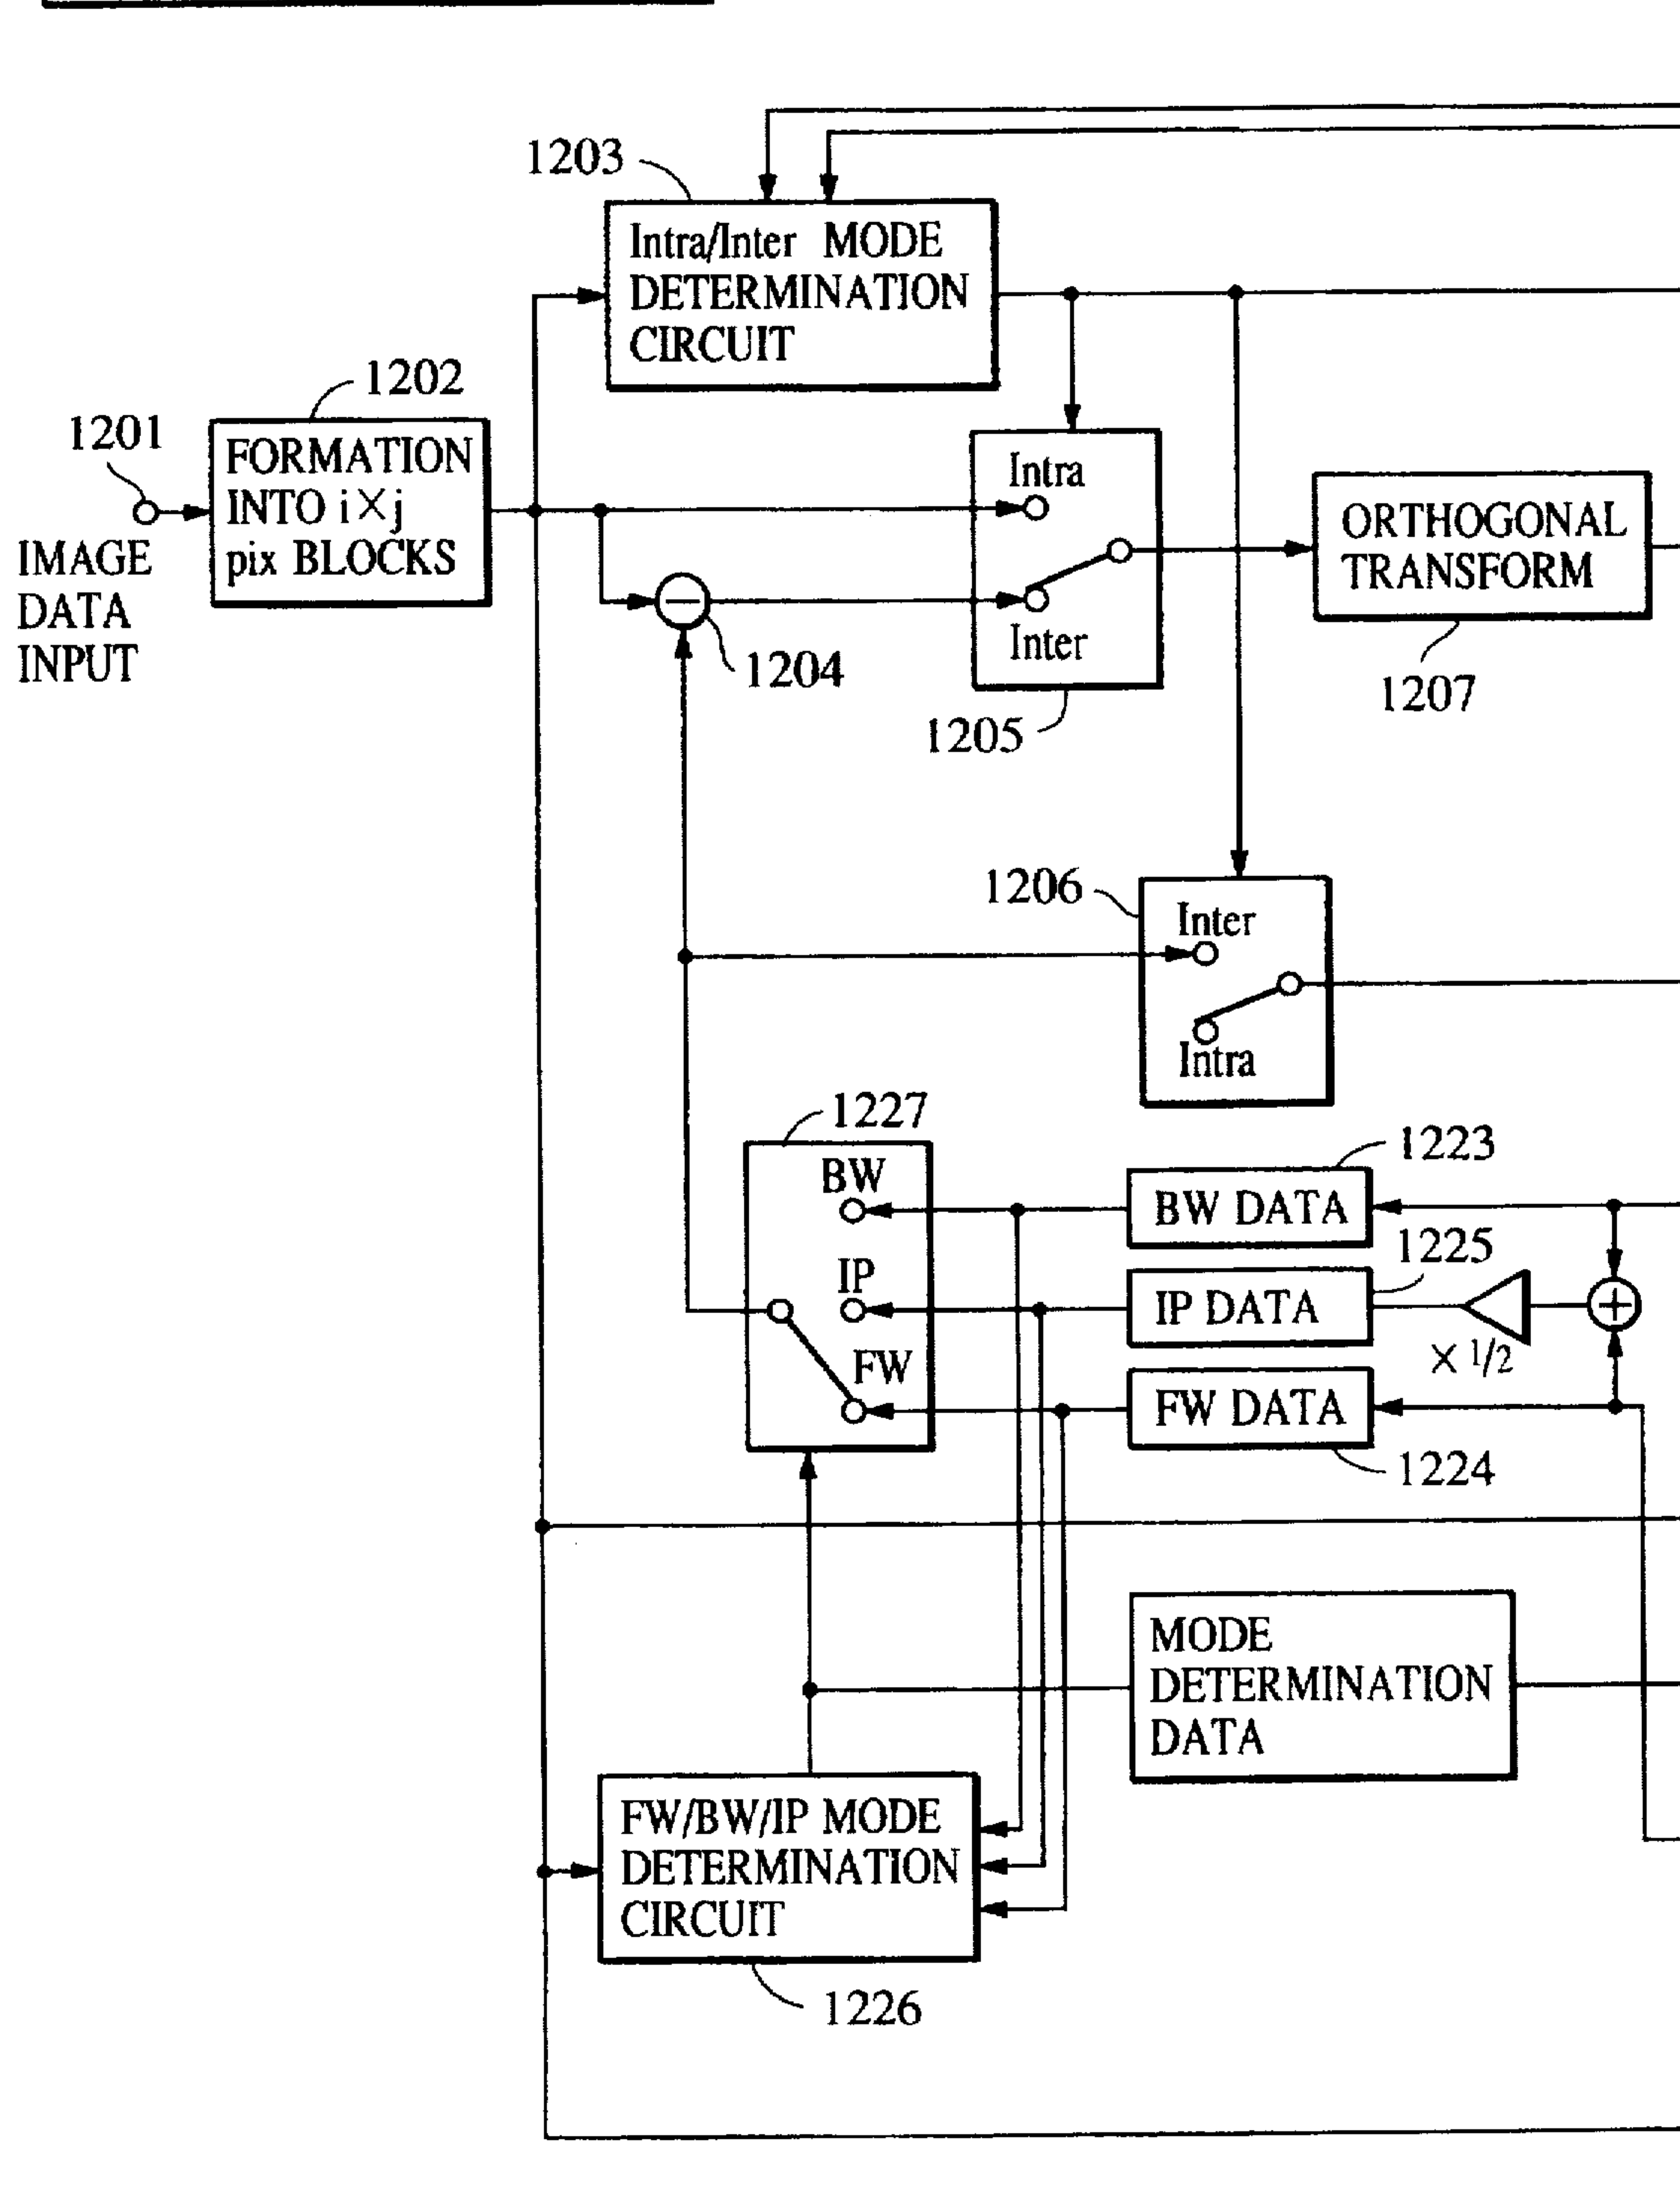 1203
Intra/Inter MODE
DETERMINATION
CIRCUIT
1202
1201
FORMATION
INTO i×j
pix BLOCKS
IMAGE
DATA
INPUT
Intra
Inter
1204
1205
ORTHOGONAL
TRANSFORM
1207
1206
Inter
Intra
1227
BW
IP
FW
1223
BW DATA
1225
IP DATA
× 1/2
FW DATA
1224
MODE
DETERMINATION
DATA
FW/BW/IP MODE
DETERMINATION
CIRCUIT
1226